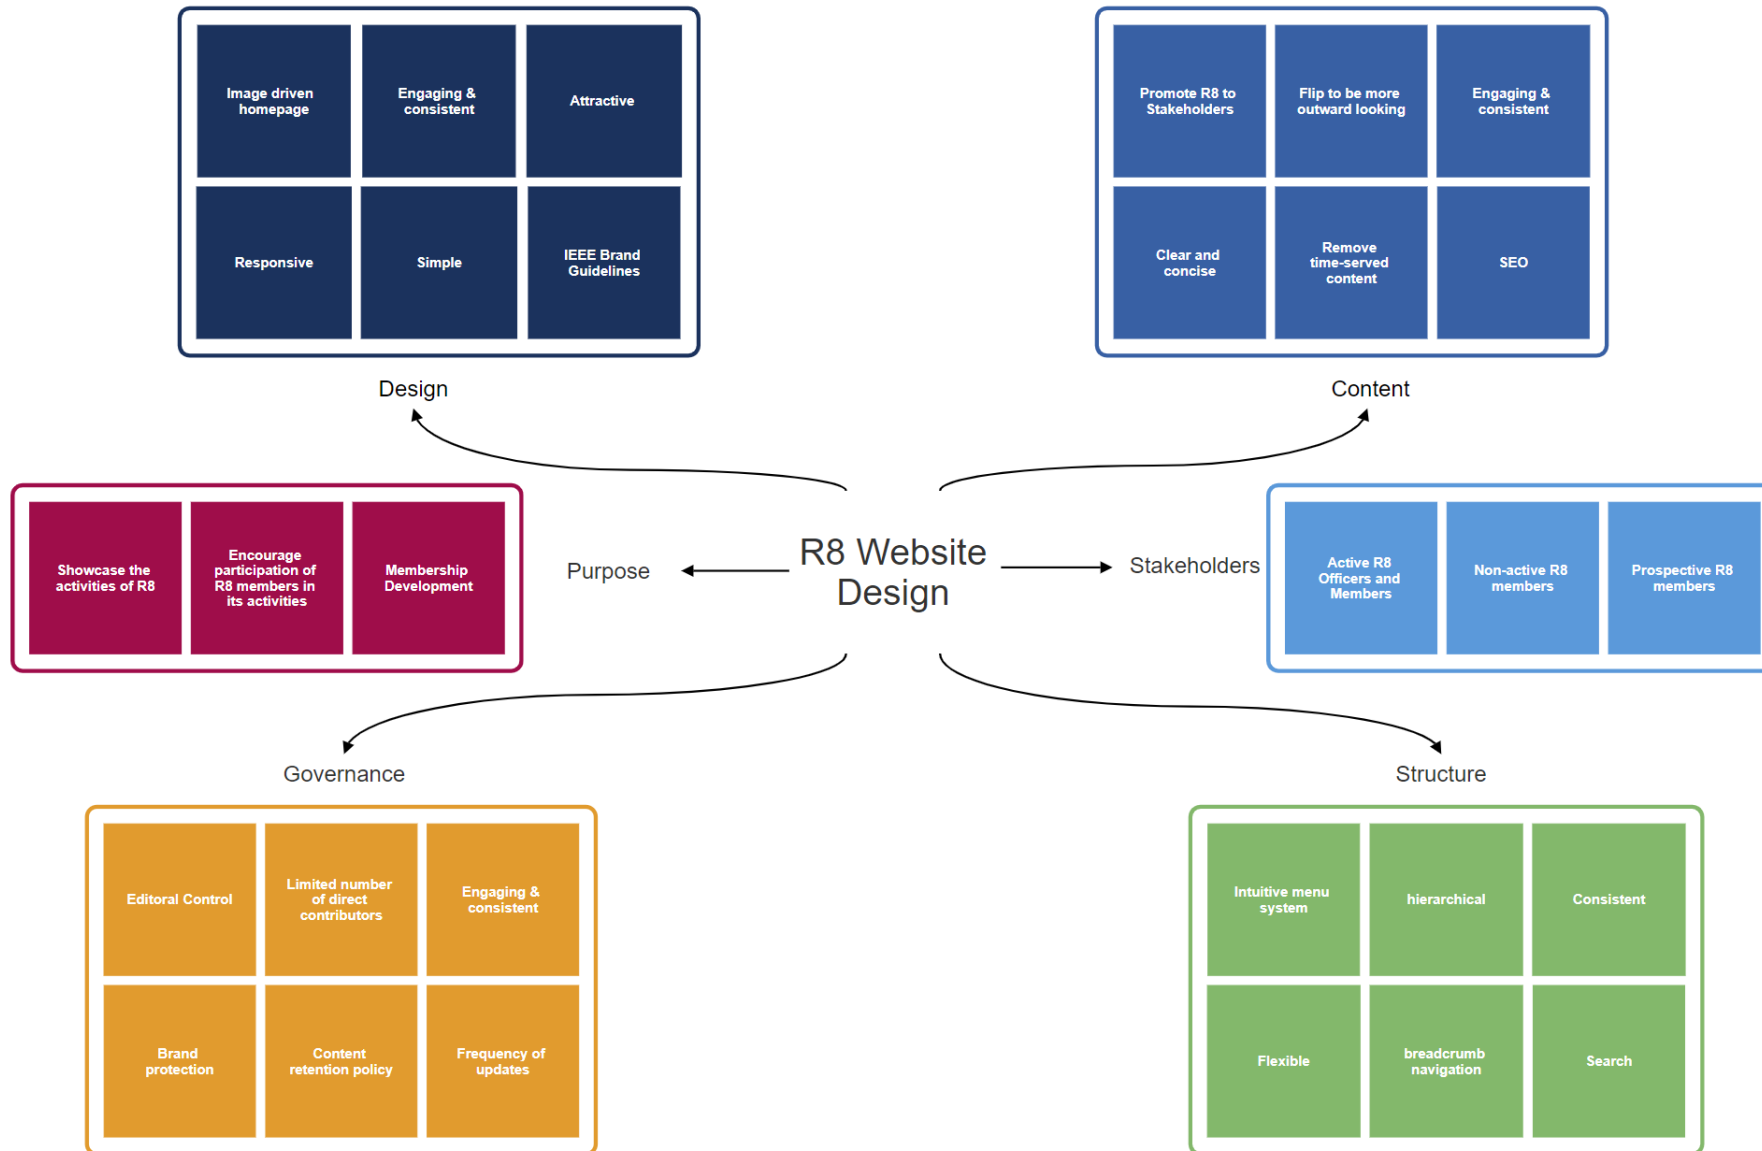 Image driven
homepage
Engaging &
consistent
Attractive
Responsive
Simple
IEEE Brand
Guidelines
Design
Promote R8 to
Stakeholders
Flip to be more
outward looking
Engaging &
consistent
Clear and
concise
Remove
time-served
content
SEO
Content
Showcase the
activities of R8
Encourage
participation of
R8 members in
its activities
Membership
Development
Purpose
R8 Website
Design
Stakeholders
Active R8
Officers and
Members
Non-active R8
members
Prospective R8
members
Governance
Editoral Control
Limited number
of direct
contributors
Engaging &
consistent
Brand
protection
Content
retention policy
Frequency of
updates
Structure
Intuitive menu
system
hierarchical
Consistent
Flexible
breadcrumb
navigation
Search